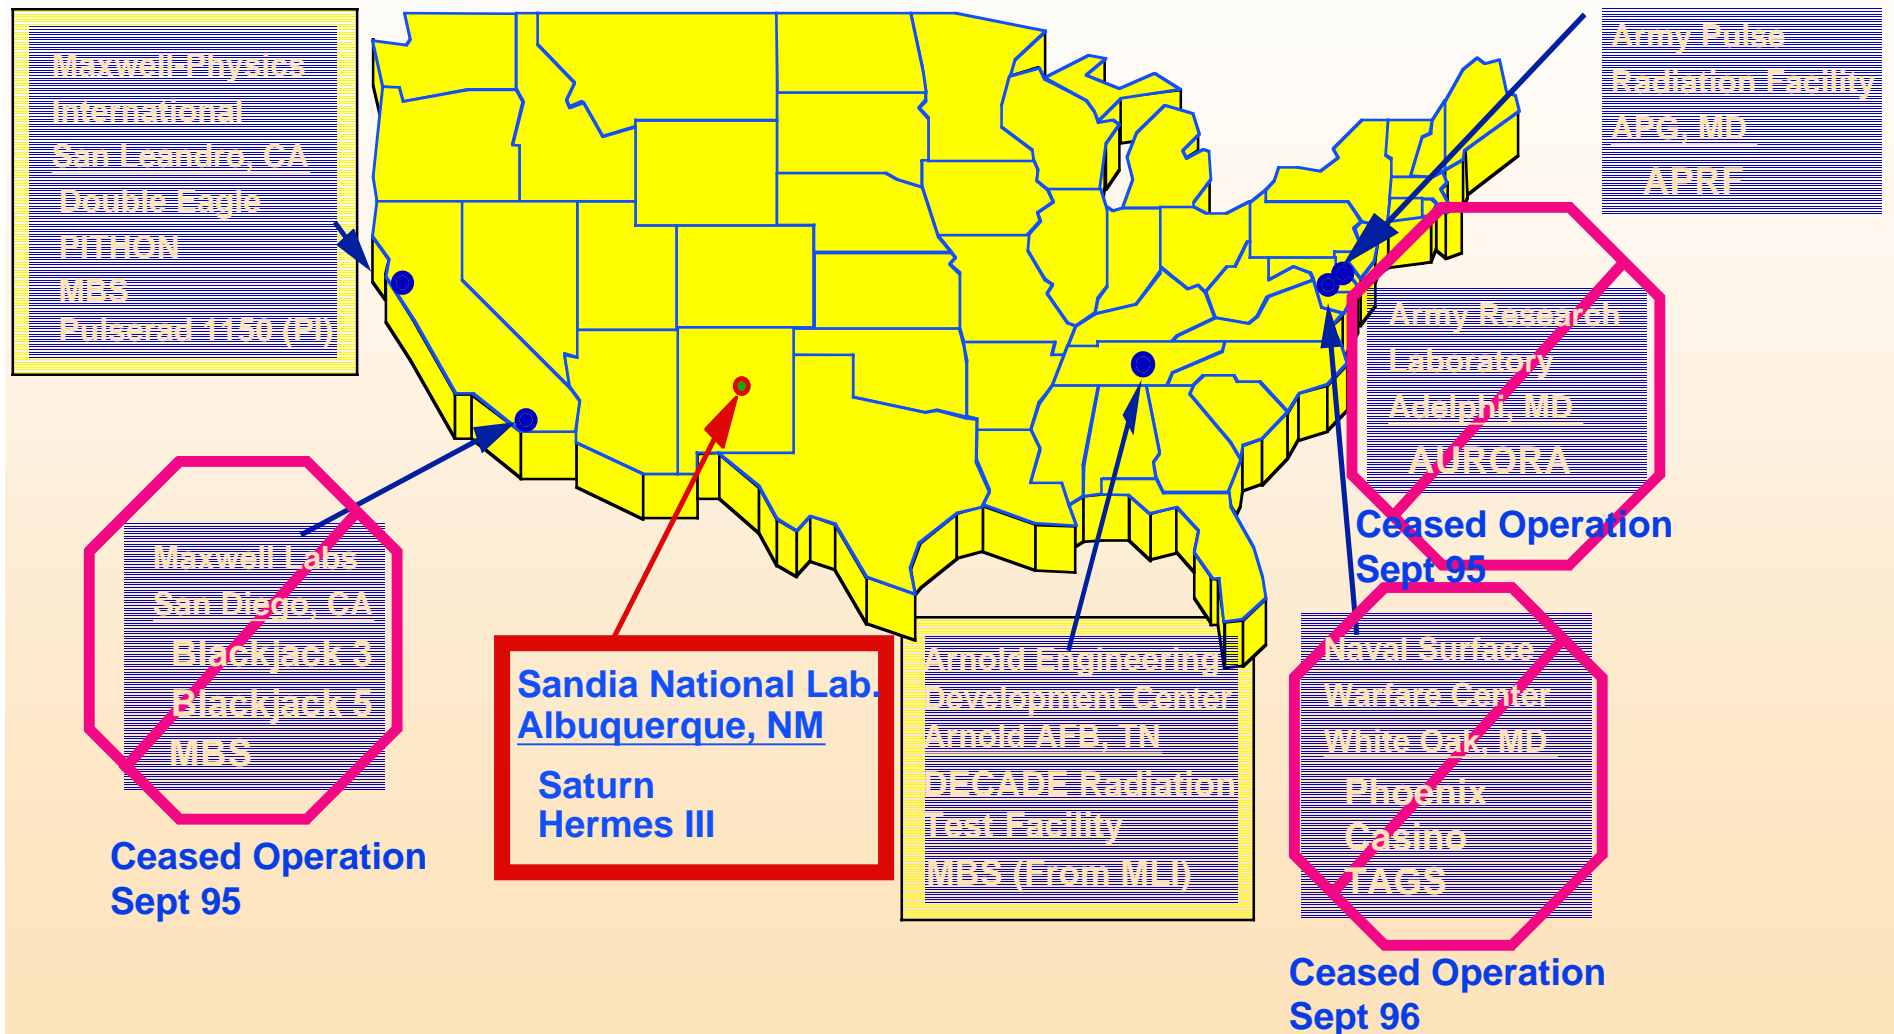 Maxwell-Physics
International
San Leandro, CA
Double Eagle
PITHON
MBS
Pulserad 1150 (PI)
Army Pulse
Radiation Facility
APG, MD
APRF
Army Research
Laboratory
Adelphi, MD
AURORA
Ceased Operation
Sept 95
Maxwell Labs
San Diego, CA
Blackjack 3
Blackjack 5
MBS
Ceased Operation
Sept 95
Sandia National Lab.
Albuquerque, NM
Saturn
Hermes III
Arnold Engineering
Development Center
Arnold AFB, TN
DECADE Radiation
Test Facility
MBS (From MLI)
Naval Surface
Warfare Center
White Oak, MD
Phoenix
Casino
TAGS
Ceased Operation
Sept 96